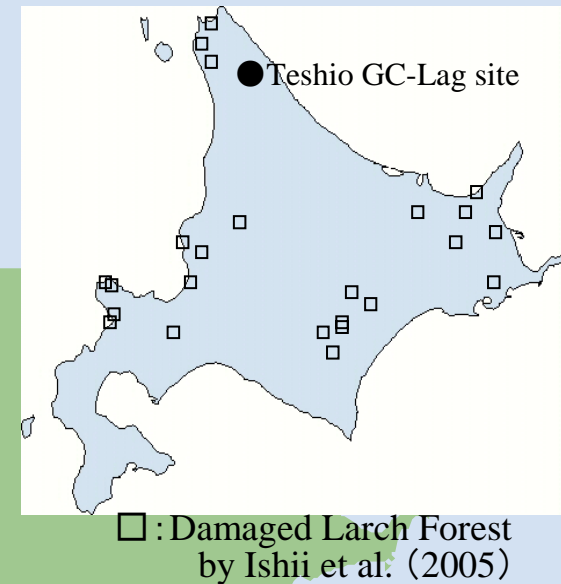 Teshio GC-Lag site
□ : Damaged Larch Forest
by Ishii et al. (2005)